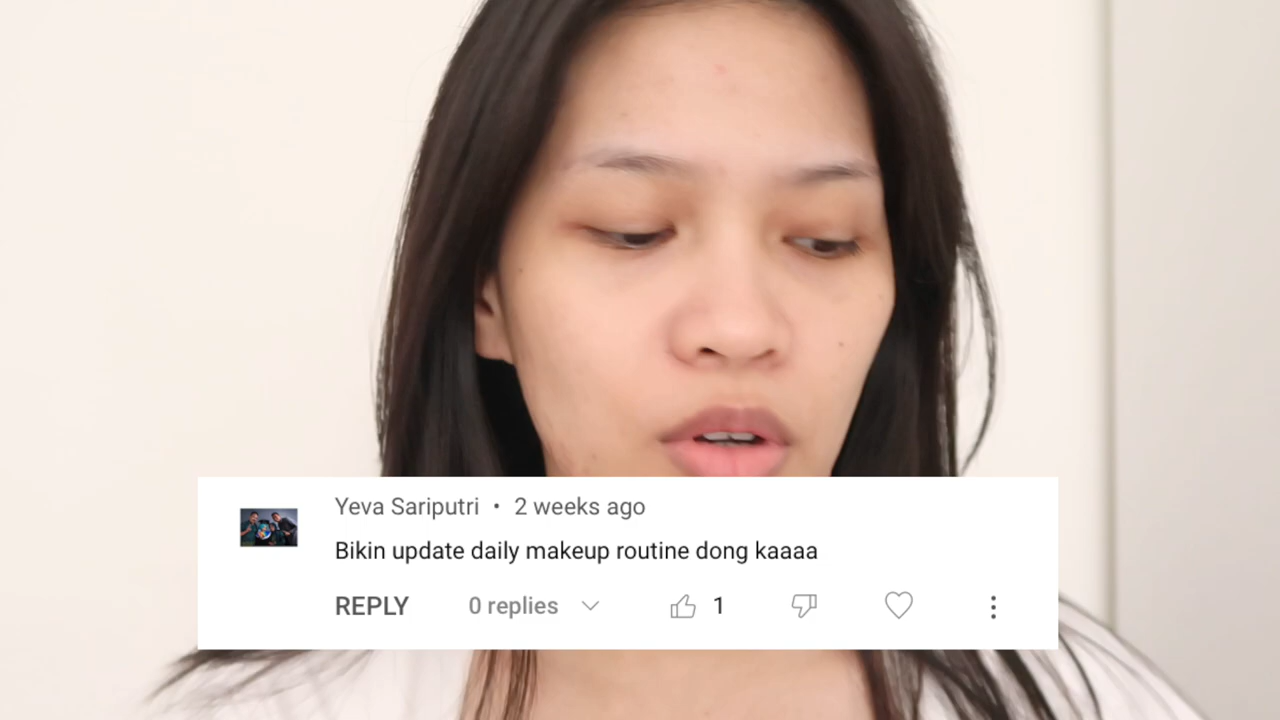 Yeva Sariputri • 2 weeks ago
Bikin update daily makeup routine dong kaaaa
REPLY 0 replies 1